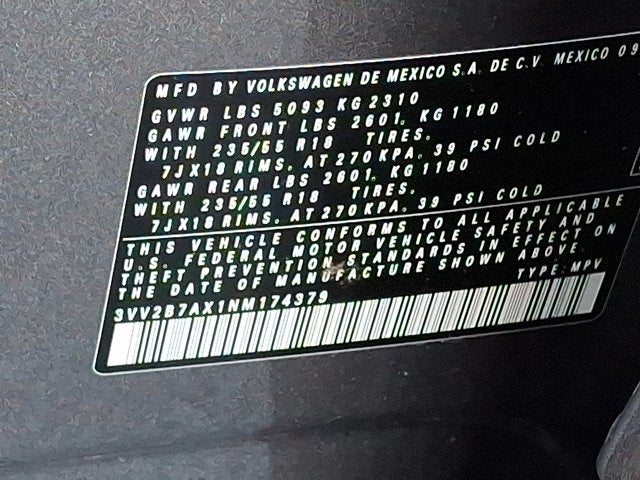 MFD BY VOLKSWAGEN DE MEXICO S.A. DE C.V. MEXICO 09
GVWR LBS 5093 KG 2310
GAWR FRONT LBS 2601, KG 1180
WITH 235/55 R18 TIRES,
7JX18 RIMS, AT 270 KPA, 39 PSI COLD
GAWR REAR LBS 2601, KG 1180
WITH 235/55 R18 TIRES,
7JX18 RIMS, AT 270 KPA, 39 PSI COLD
THIS VEHICLE CONFORMS TO ALL APPLICABLE
U.S. FEDERAL MOTOR VEHICLE SAFETY AND
THEFT PREVENTION STANDARDS IN EFFECT ON
THE DATE OF MANUFACTURE SHOWN ABOVE.
3VV2B7AX1NM174379 TYPE: MPV